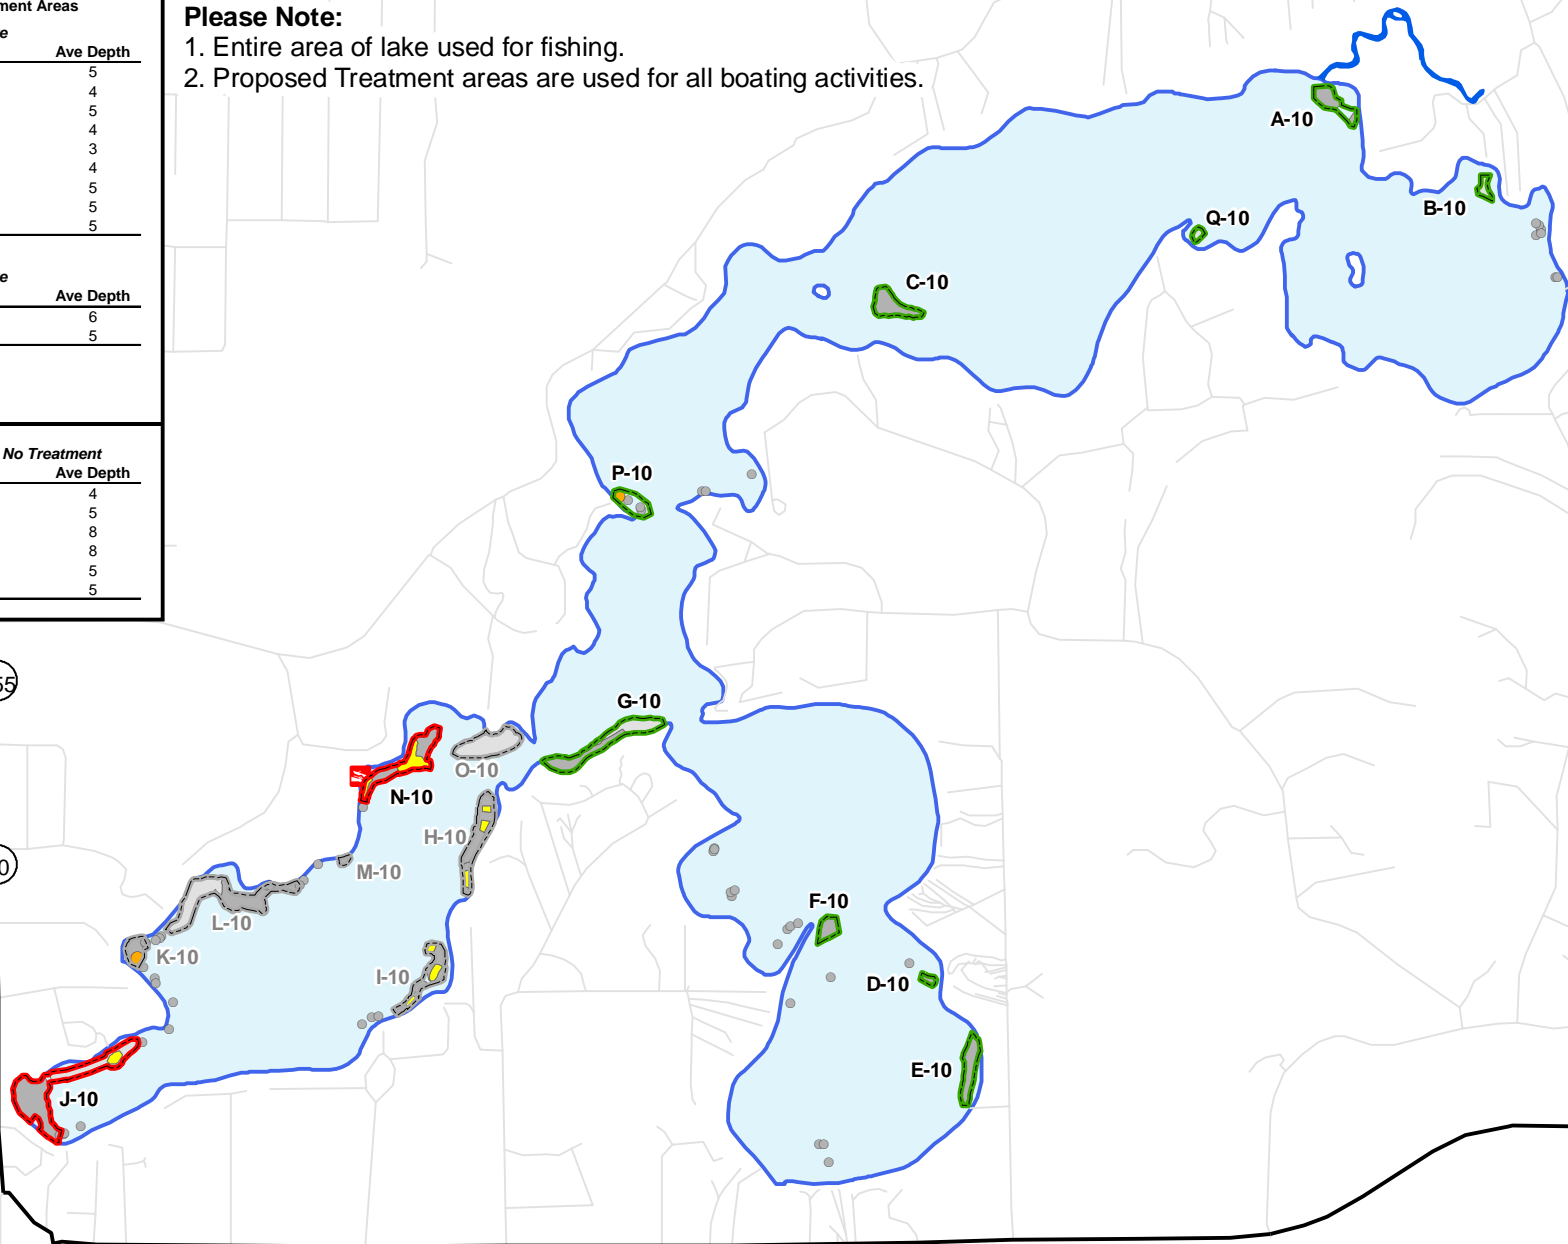 ment Areas
e
Ave Depth
5
4
5
4
3
4
5
5
5
e
Ave Depth
6
5
No Treatment
Ave Depth
4
5
8
8
5
5
Please Note:
1. Entire area of lake used for fishing.
2. Proposed Treatment areas are used for all boating activities.
A-10
B-10
Q-10
C-10
P-10
55
G-10
O-10
N-10
H-10
0
M-10
L-10
F-10
K-10
I-10
D-10
E-10
J-10